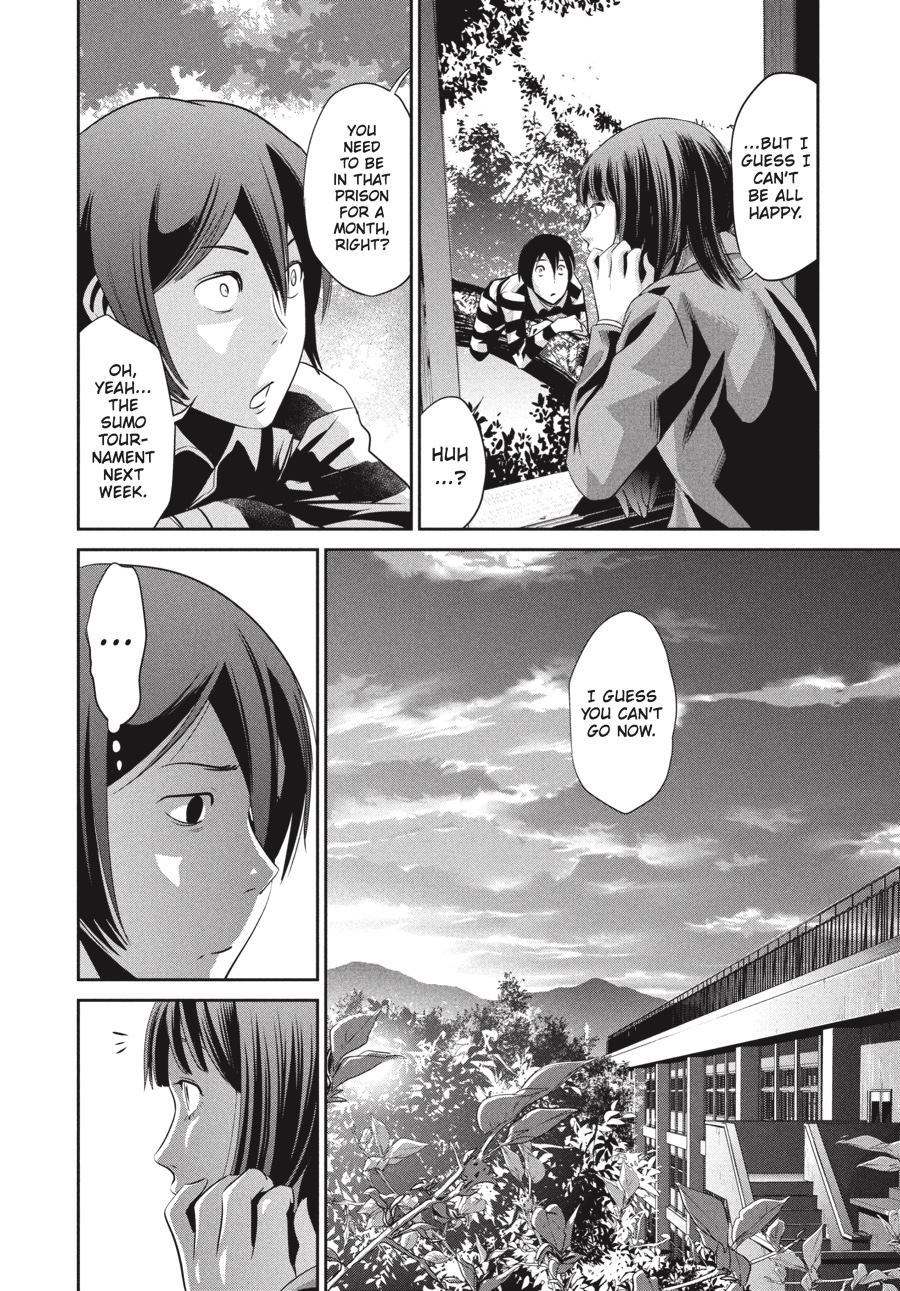 ...BUT I
GUESS I
CAN'T
BE ALL
HAPPY.
HUH
...?
YOU
NEED
TO BE
IN THAT
PRISON
FOR A
MONTH,
RIGHT?
OH,
YEAH...
THE
SUMO
TOUR-
NAMENT
NEXT
WEEK.
I GUESS
YOU CAN'T
GO NOW.
...